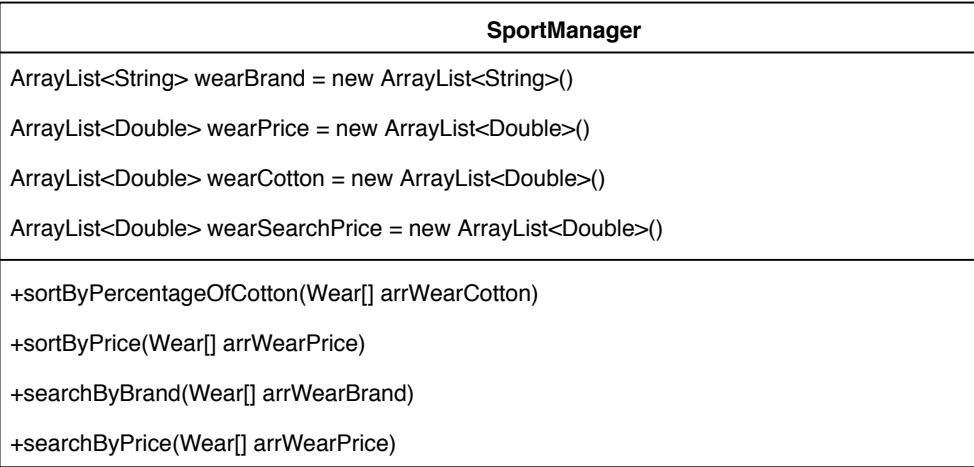 SportManager
ArrayList<String> wearBrand = new ArrayList<String>()
ArrayList<Double> wearPrice = new ArrayList<Double>()
ArrayList<Double> wearCotton = new ArrayList<Double>()
ArrayList<Double> wearSearchPrice = new ArrayList<Double>()
+sortByPercentageOfCotton(Wear[] arrWearCotton)
+sortByPrice(Wear[] arrWearPrice)
+searchByBrand(Wear[] arrWearBrand)
+searchByPrice(Wear[] arrWearPrice)